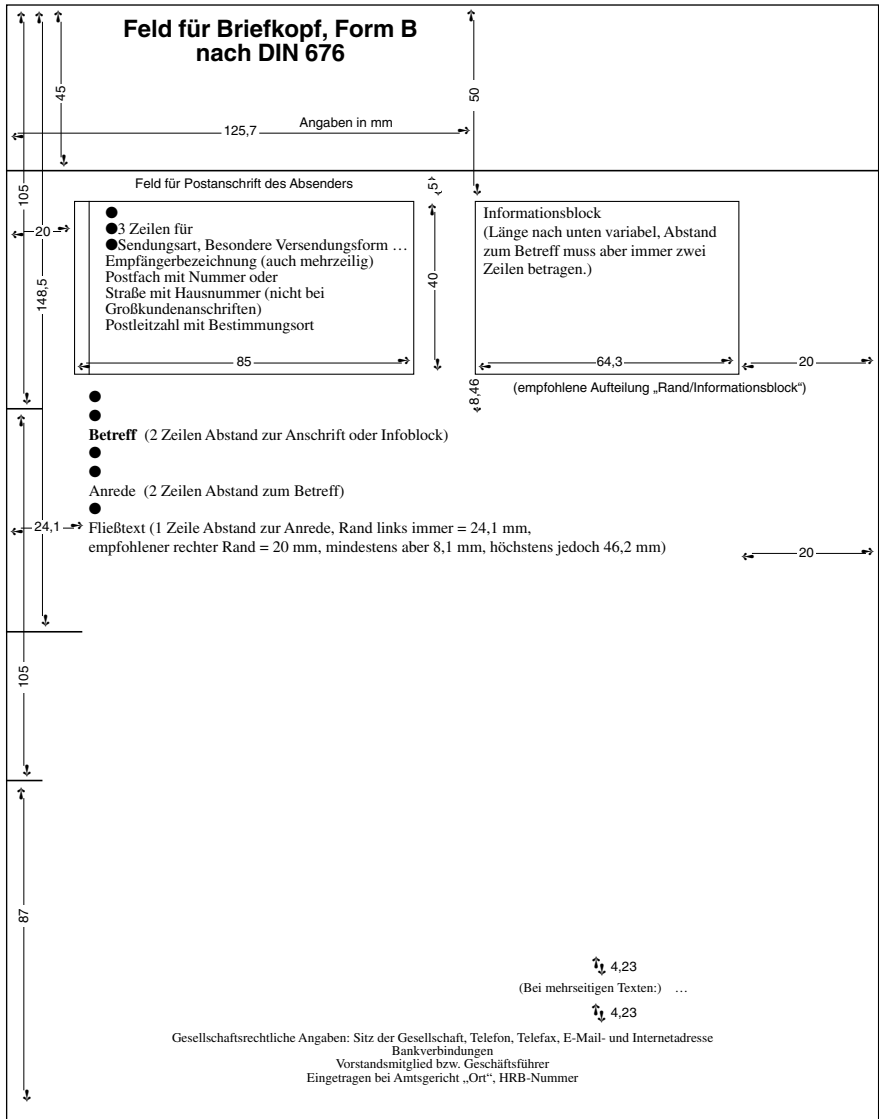 Feld für Briefkopf, Form B
nach DIN 676
45
50
125,7
Angaben in mm
105
Feld für Postanschrift des Absenders
5
20
148,5
3 Zeilen für
Sendungsart, Besondere Versendungsform …
Empfängerbezeichnung (auch mehrzeilig)
Postfach mit Nummer oder
Straße mit Hausnummer (nicht bei
Großkundenanschriften)
Postleitzahl mit Bestimmungsort
40
Informationsblock
(Länge nach unten variabel, Abstand
zum Betreff muss aber immer zwei
Zeilen betragen.)
85
64,3
20
8,46
(empfohlene Aufteilung „Rand/Informationsblock“)
Betreff (2 Zeilen Abstand zur Anschrift oder Infoblock)
Anrede (2 Zeilen Abstand zum Betreff)
24,1
Fließtext (1 Zeile Abstand zur Anrede, Rand links immer = 24,1 mm,
empfohlener rechter Rand = 20 mm, mindestens aber 8,1 mm, höchstens jedoch 46,2 mm)
20
105
87
4,23
(Bei mehrseitigen Texten:) …
4,23
Gesellschaftsrechtliche Angaben: Sitz der Gesellschaft, Telefon, Telefax, E-Mail- und Internetadresse
Bankverbindungen
Vorstandsmitglied bzw. Geschäftsführer
Eingetragen bei Amtsgericht „Ort“, HRB-Nummer